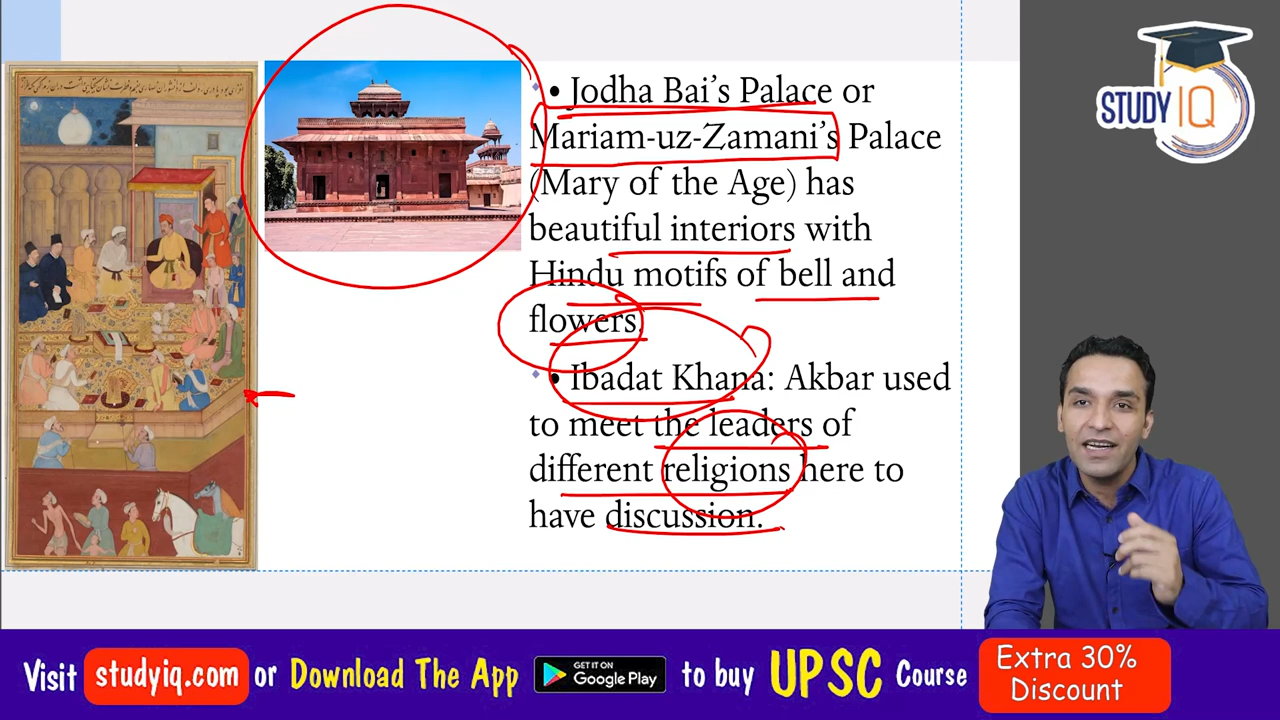 • Jodha Bai's Palace or
Mariam-uz-Zamani's Palace
(Mary of the Age) has
beautiful interiors with
Hindu motifs of bell and
flowers.
• Ibadat Khana: Akbar used
to meet the leaders of
different religions here to
have discussion.
STUDY IQ
Visit studyiq.com or Download The App GET IT ON Google Play to buy UPSC Course
Extra 30%
Discount